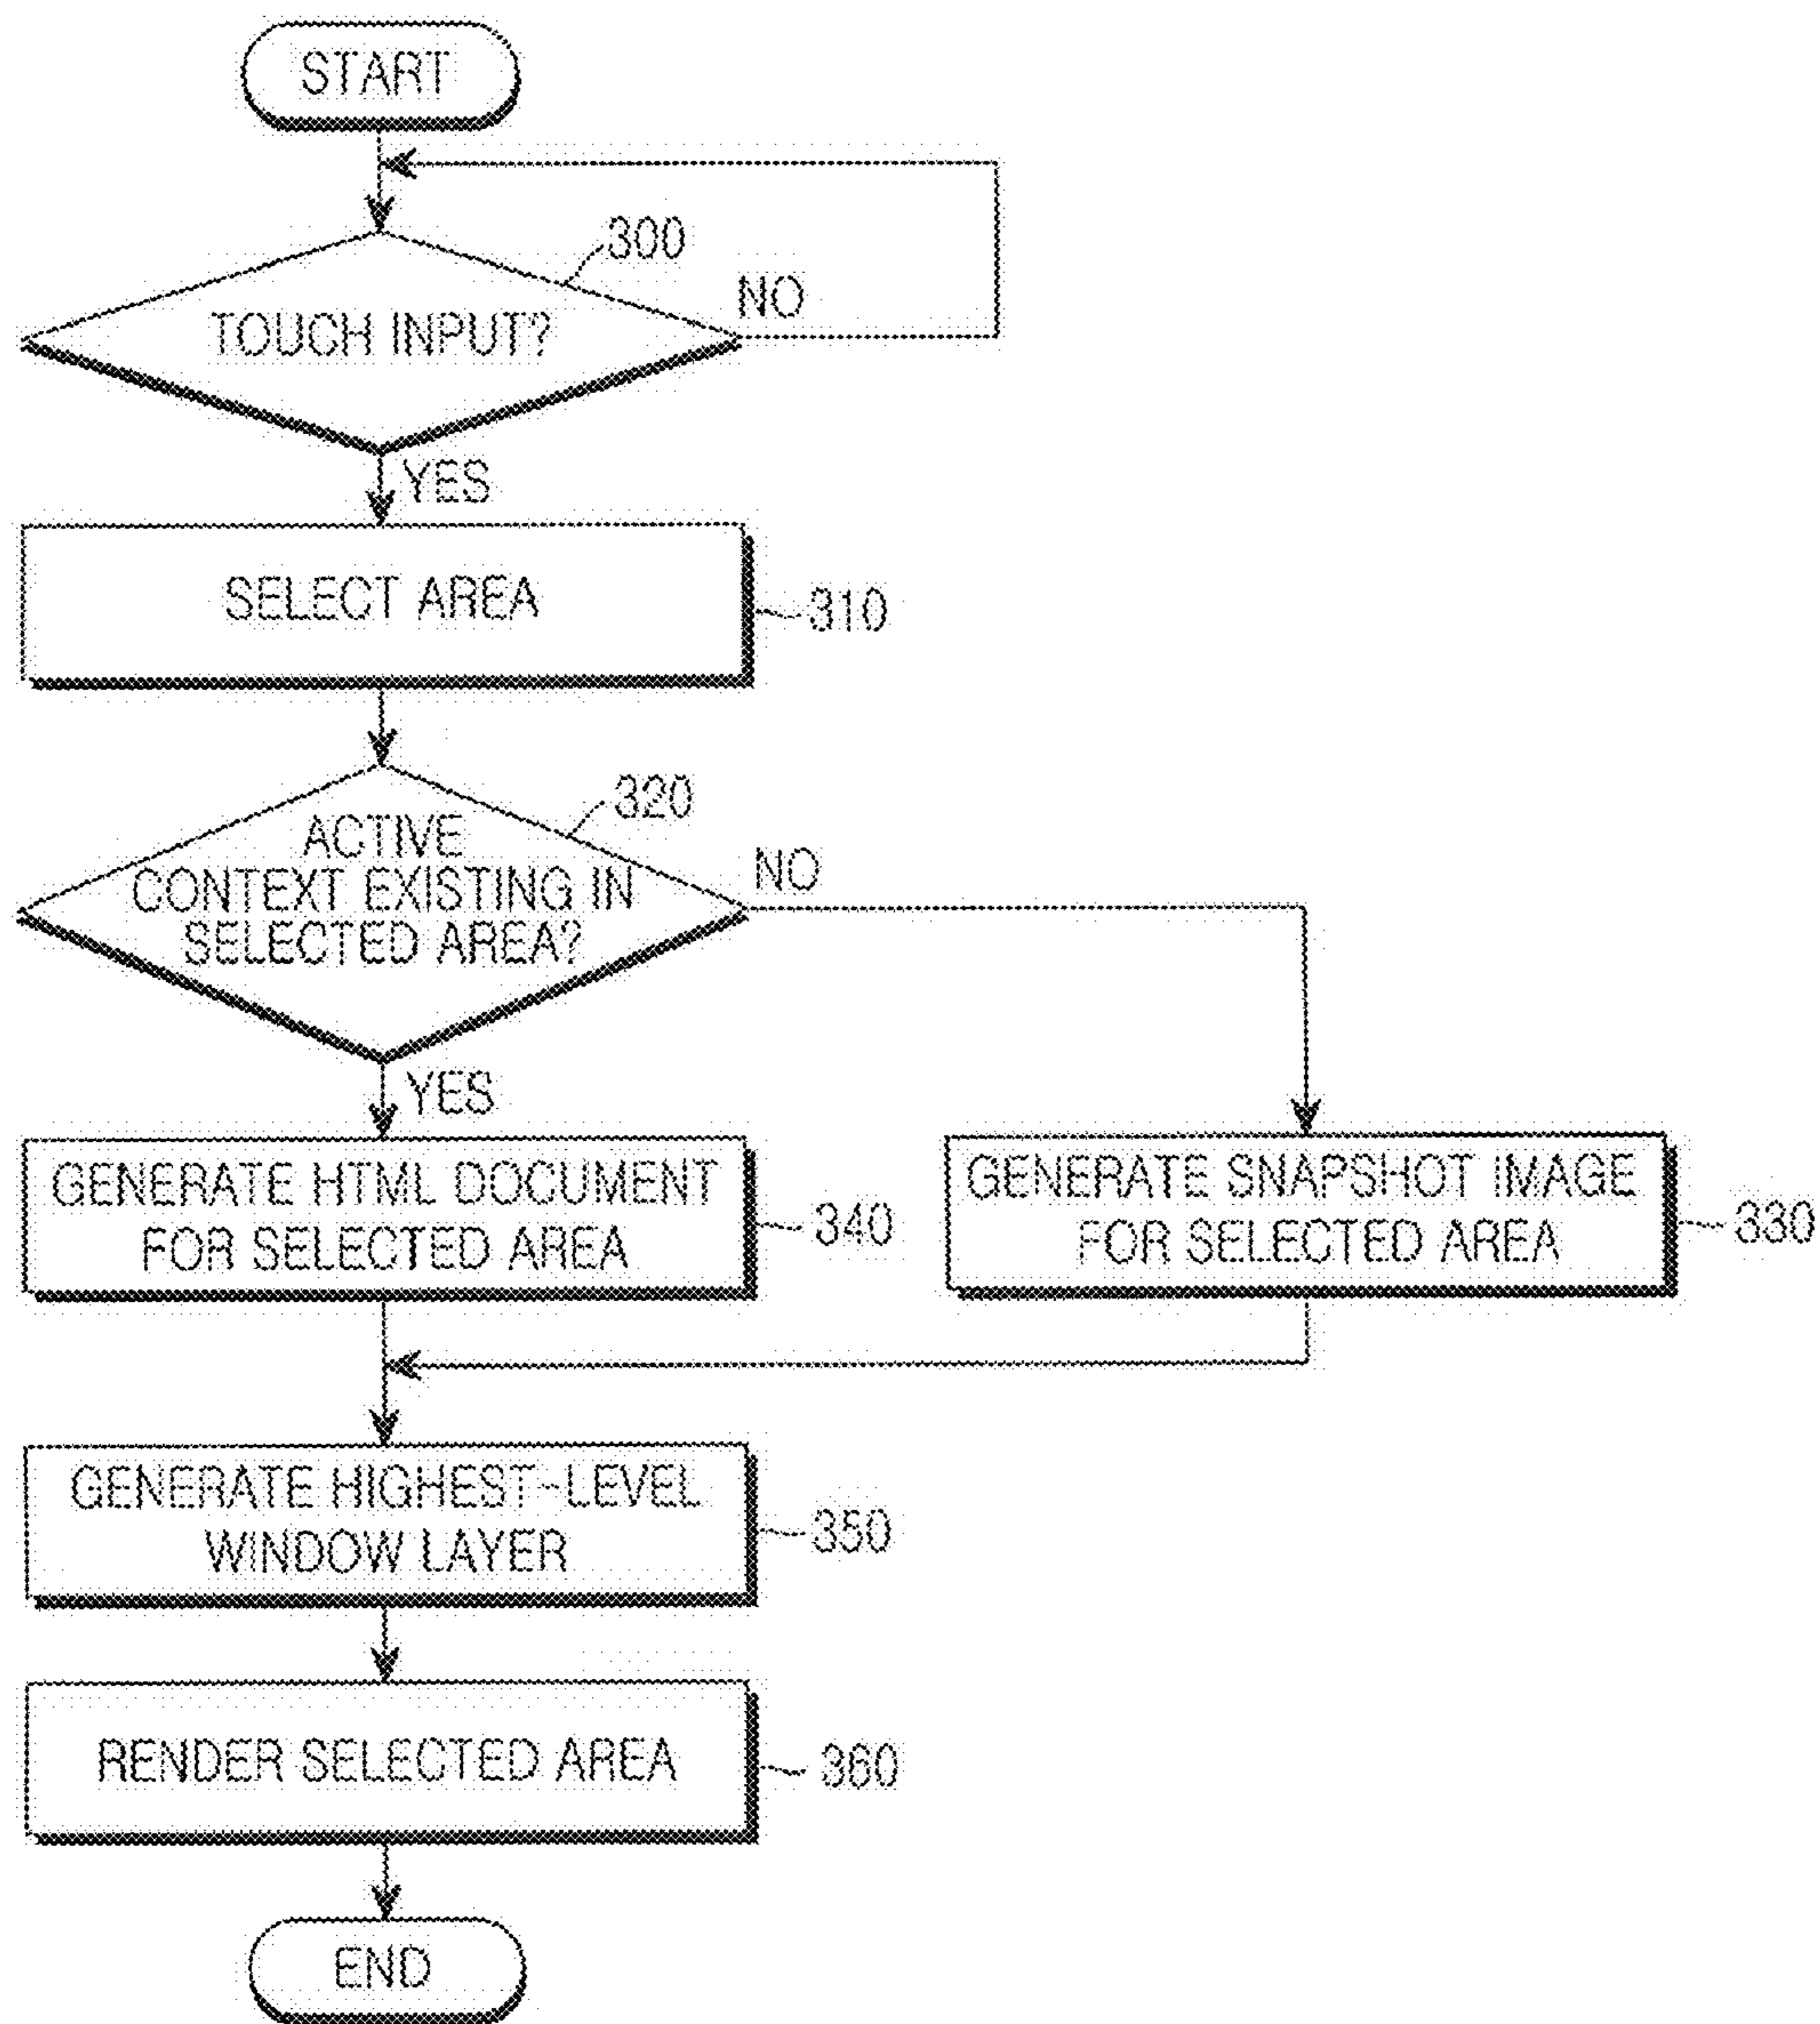 START
300
NO
TOUCH INPUT?
YES
SELECT AREA
310
320
ACTIVE
CONTEXT EXISTING IN
SELECTED AREA?
NO
YES
GENERATE HTML DOCUMENT
FOR SELECTED AREA
340
GENERATE SNAPSHOT IMAGE
FOR SELECTED AREA
330
GENERATE HIGHEST-LEVEL
WINDOW LAYER
350
RENDER SELECTED AREA
360
END